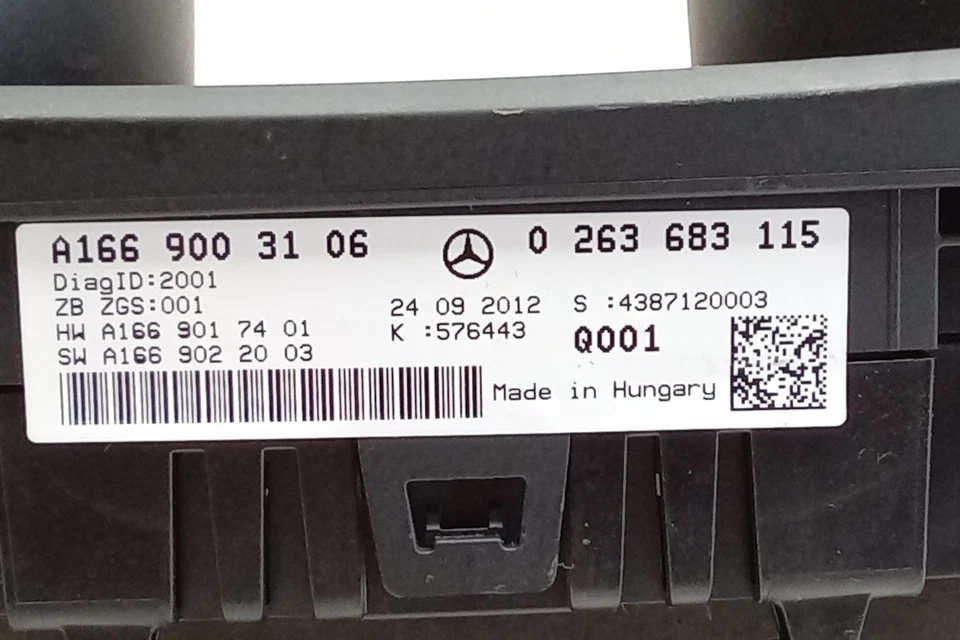 A166 900 31 06 0 263 683 115
DiagID:2001
ZB ZGS:001 24 09 2012 S :4387120003
HW A166 901 74 01 K :576443 Q001
SW A166 902 20 03
Made in Hungary